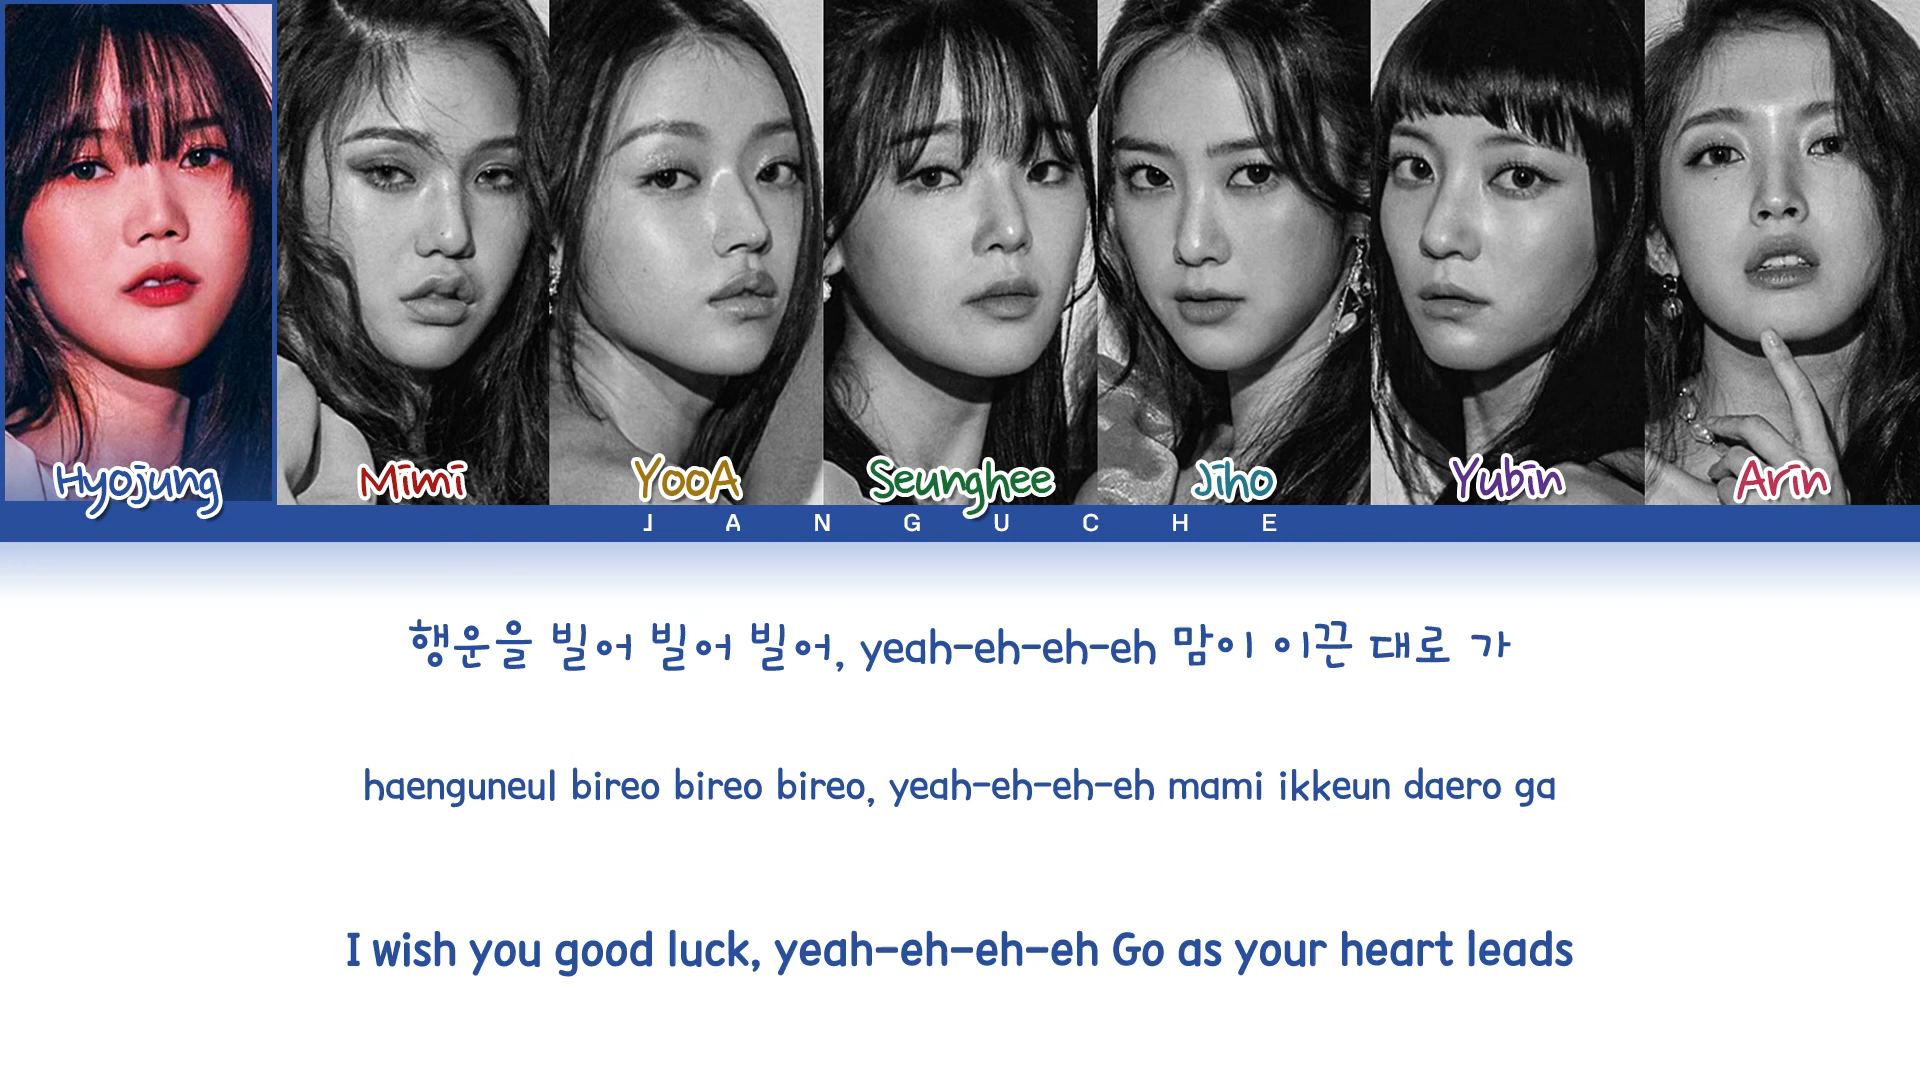 Hyojung Mimi YooA Seunghee Jiho Yubin Arin
JANGUCHE
행운을 빌어 빌어 빌어, yeah-eh-eh-eh 맘이 이끈 대로 가
haenguneul bireo bireo bireo, yeah-eh-eh-eh mami ikkeun daero ga
I wish you good luck, yeah-eh-eh-eh Go as your heart leads